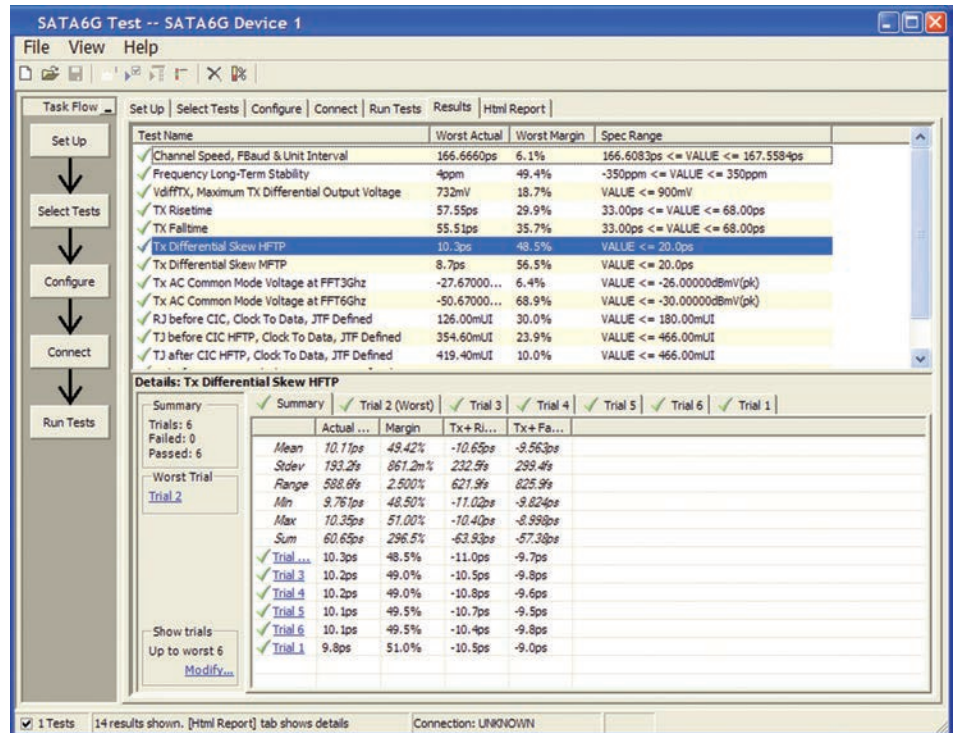 SATA6G Test -- SATA6G Device 1
File View Help
Task Flow
Set Up
Select Tests
Configure
Connect
Run Tests
Set Up Select Tests Configure Connect Run Tests Results Html Report
Test Name Worst Actual Worst Margin Spec Range
Channel Speed, FBaud & Unit Interval 166.6660ps 6.1% 166.6083ps <= VALUE <= 167.5584ps
Frequency Long-Term Stability 4ppm 49.4% -350ppm <= VALUE <= 350ppm
VdiffTX, Maximum TX Differential Output Voltage 732mV 18.7% VALUE <= 900mV
TX Risetime 57.55ps 29.9% 33.00ps <= VALUE <= 68.00ps
TX Falltime 55.51ps 35.7% 33.00ps <= VALUE <= 68.00ps
Tx Differential Skew HFTP 10.3ps 48.5% VALUE <= 20.0ps
Tx Differential Skew MFTP 8.7ps 56.5% VALUE <= 20.0ps
Tx AC Common Mode Voltage at FFT3Ghz -27.67000... 6.4% VALUE <= -26.00000dBmV(pk)
Tx AC Common Mode Voltage at FFT6Ghz -50.67000... 68.9% VALUE <= -30.00000dBmV(pk)
RJ before CIC, Clock To Data, JTF Defined 126.00mUI 30.0% VALUE <= 180.00mUI
TJ before CIC HFTP, Clock To Data, JTF Defined 354.60mUI 23.9% VALUE <= 466.00mUI
TJ after CIC HFTP, Clock To Data, JTF Defined 419.40mUI 10.0% VALUE <= 466.00mUI
Details: Tx Differential Skew HFTP
Summary
Trials: 6
Failed: 0
Passed: 6
Worst Trial
Trial 2
Show trials
Up to worst 6
Modify...
Summary Trial 2 (Worst) Trial 3 Trial 4 Trial 5 Trial 6 Trial 1
Actual ... Margin Tx+ Ri... Tx+ Fa...
Mean 10.11ps 49.42% -10.65ps -9.563ps
Stdev 193.2fs 861.2m% 232.5fs 299.4fs
Range 588.6fs 2.500% 621.9fs 825.9fs
Min 9.761ps 48.50% -11.02ps -9.824ps
Max 10.35ps 51.00% -10.40ps -8.998ps
Sum 60.65ps 296.5% -63.93ps -57.38ps
Trial ... 10.3ps 48.5% -11.0ps -9.7ps
Trial 3 10.2ps 49.0% -10.5ps -9.8ps
Trial 4 10.2ps 49.0% -10.8ps -9.6ps
Trial 5 10.1ps 49.5% -10.7ps -9.5ps
Trial 6 10.1ps 49.5% -10.4ps -9.8ps
Trial 1 9.8ps 51.0% -10.5ps -9.0ps
1 Tests 14 results shown. [Html Report] tab shows details Connection: UNKNOWN